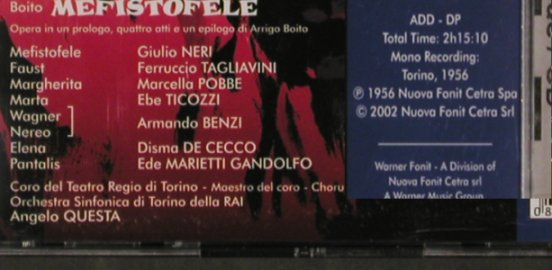 Boito MEFISTOFELE
Opera in un prologo, quattro atti e un epilogo di Arrigo Boito
Mefistofele Giulio NERI
Faust Ferruccio TAGLIAVINI
Margherita Marcella POBBE
Marta Ebe TICOZZI
Wagner
Nereo ] Armando BENZI
Elena Disma DE CECCO
Pantalis Ede MARIETTI GANDOLFO
Coro del Teatro Regio di Torino - Maestro del coro - Choru
Orchestra Sinfonica di Torino della RAI
Angelo QUESTA
ADD - DP
Total Time: 2h15:10
Mono Recording:
Torino, 1956
℗ 1956 Nuova Fonit Cetra Spa
© 2002 Nuova Fonit Cetra Srl
Warner Fonit - A Division of
Nuova Fonit Cetra srl
A Warner Music Group